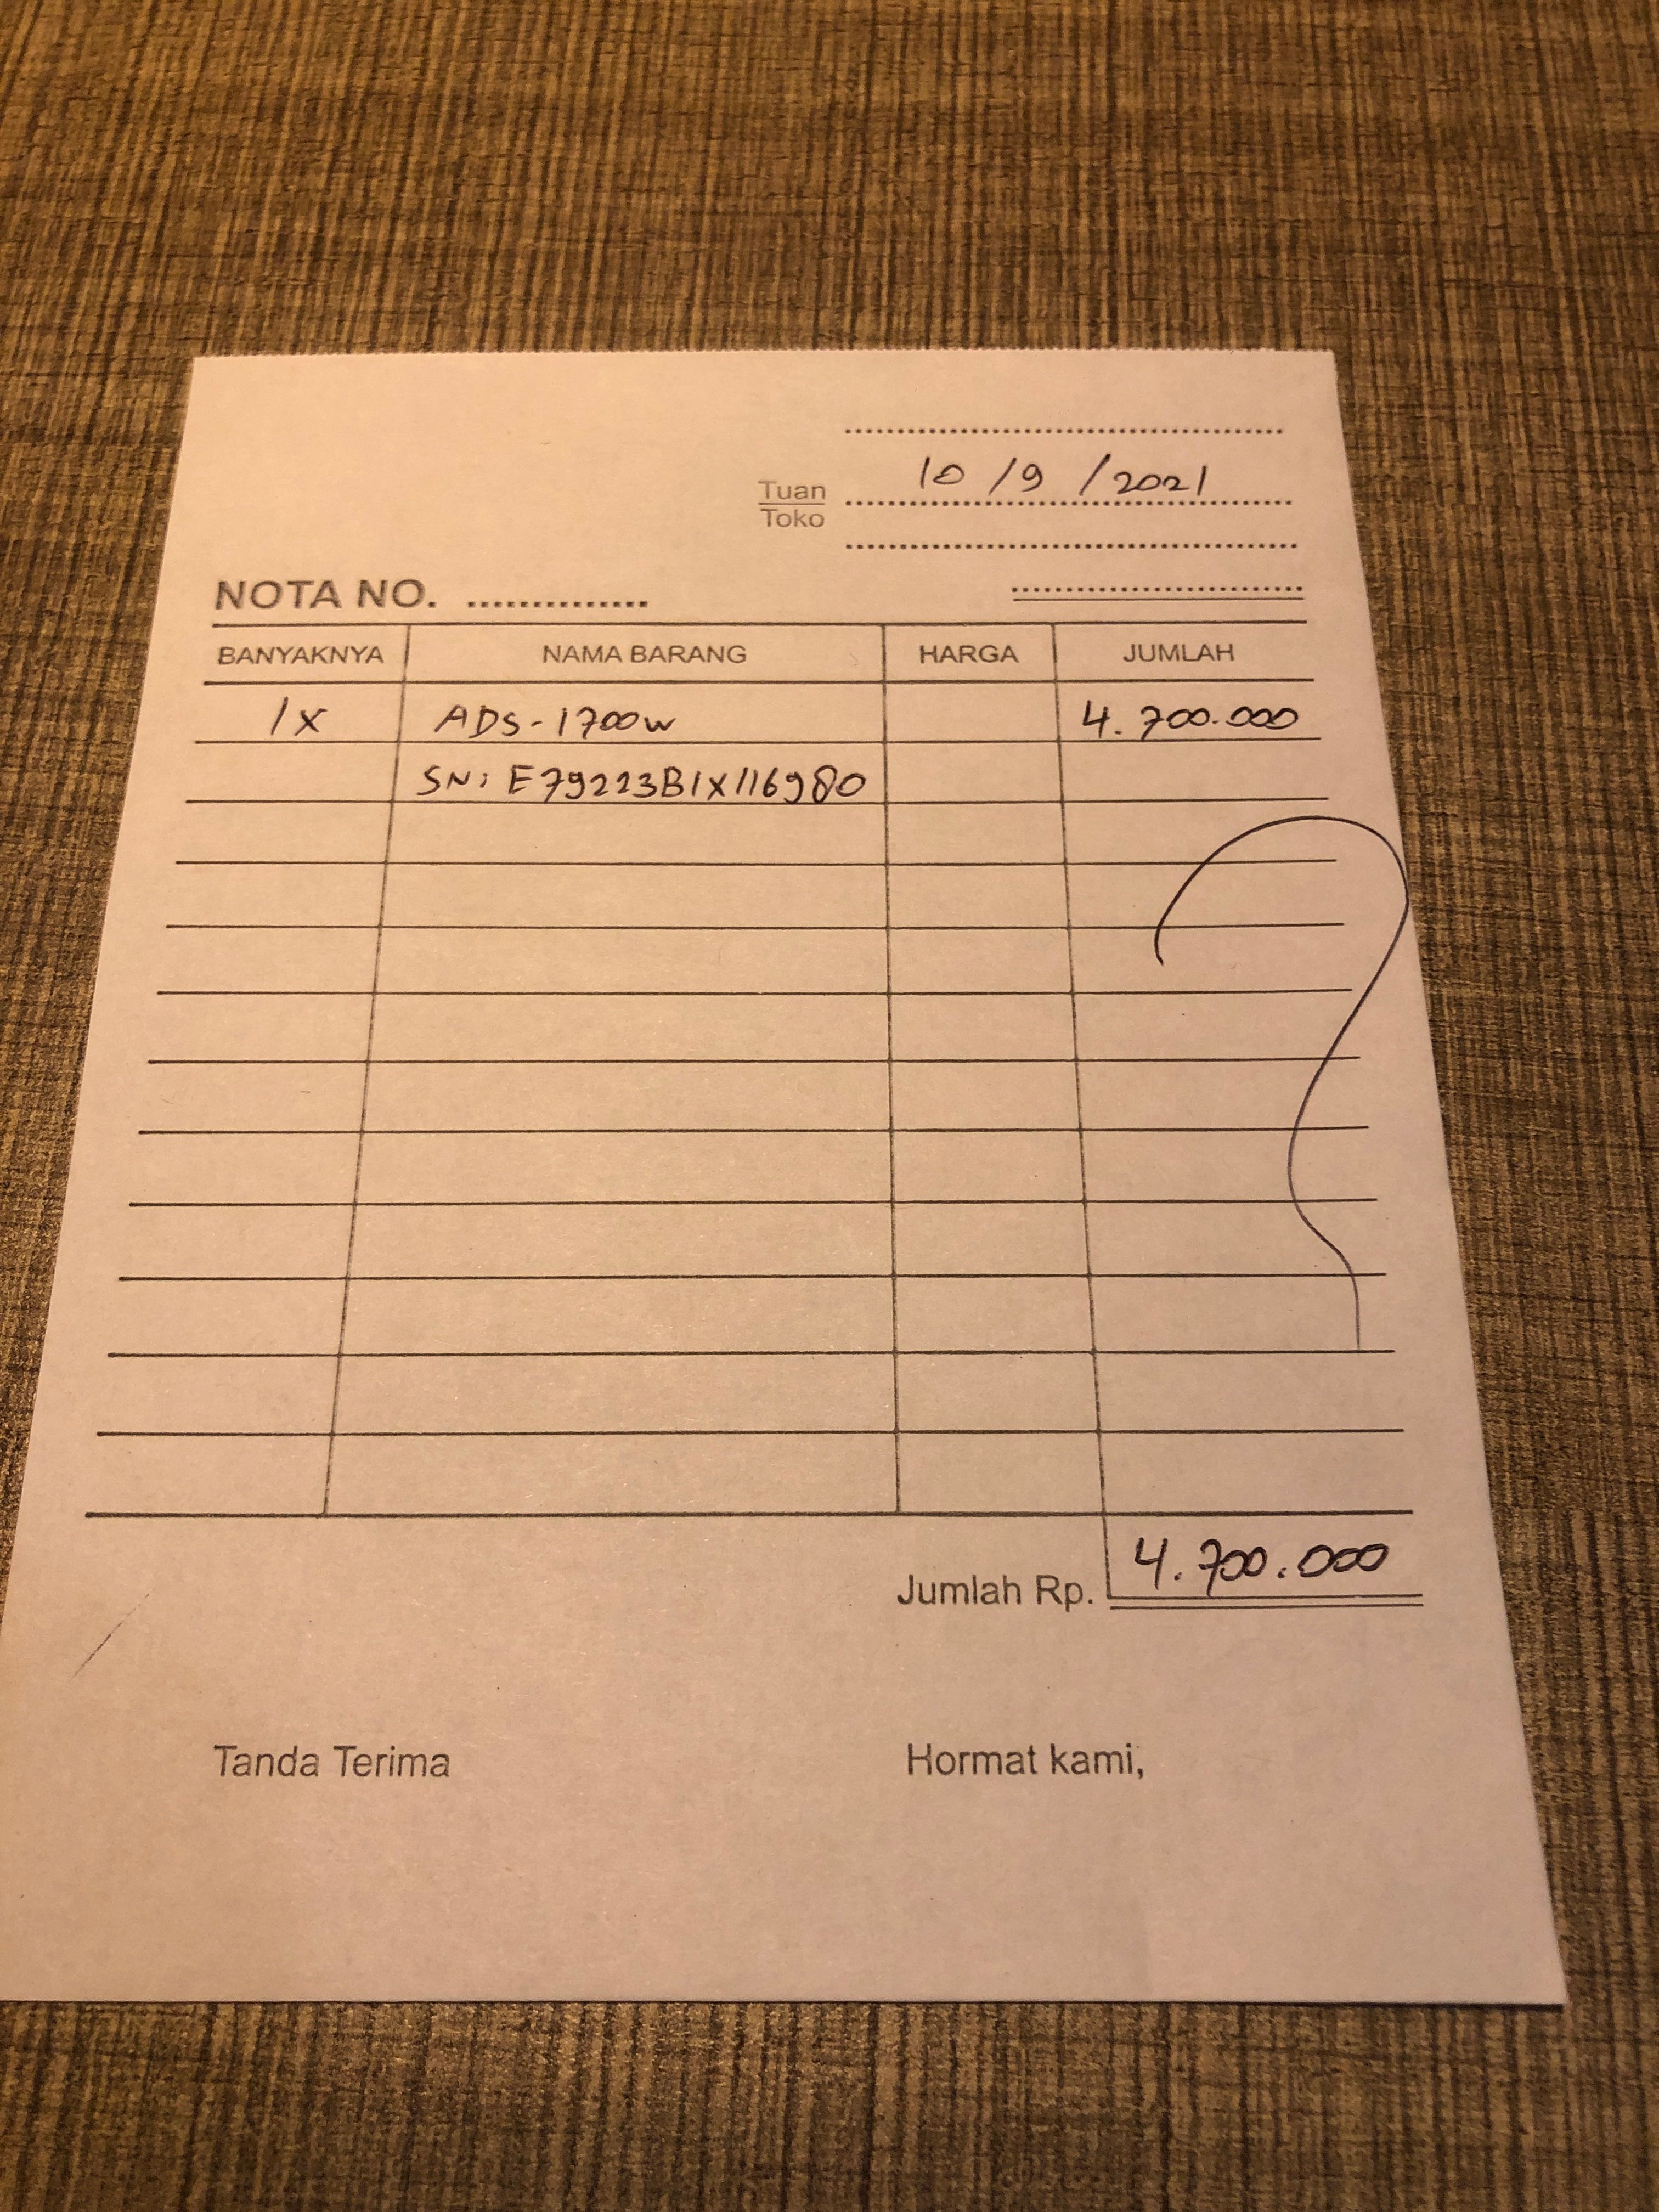 10/9/2021
Tuan
Toko
NOTA NO. ..............
BANYAKNYA NAMA BARANG HARGA JUMLAH
1X ADS-1700W 4.700.000
SN: E79223B1X116980
Jumlah Rp. 4.700.000
Tanda Terima Hormat kami,